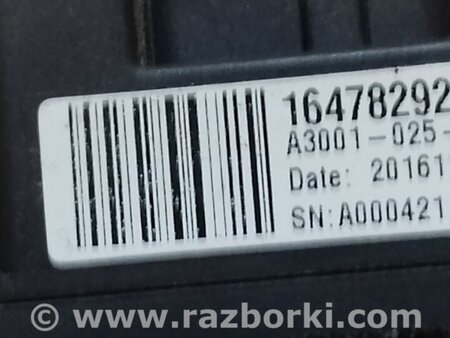 16478292
A3001-025-
Date: 20161
SN:A000421
© www.razborki.com